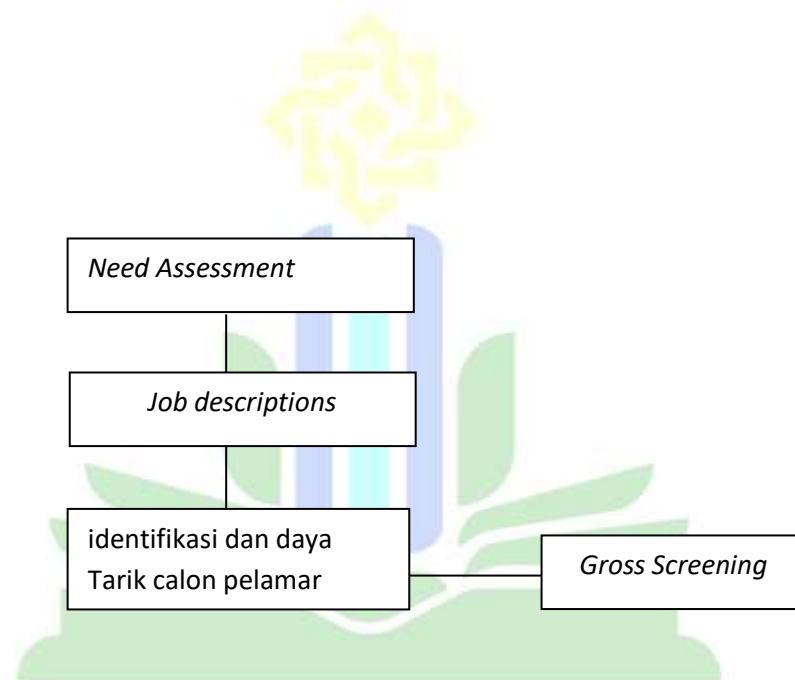 Need Assessment
Job descriptions
identifikasi dan daya
Tarik calon pelamar
Gross Screening